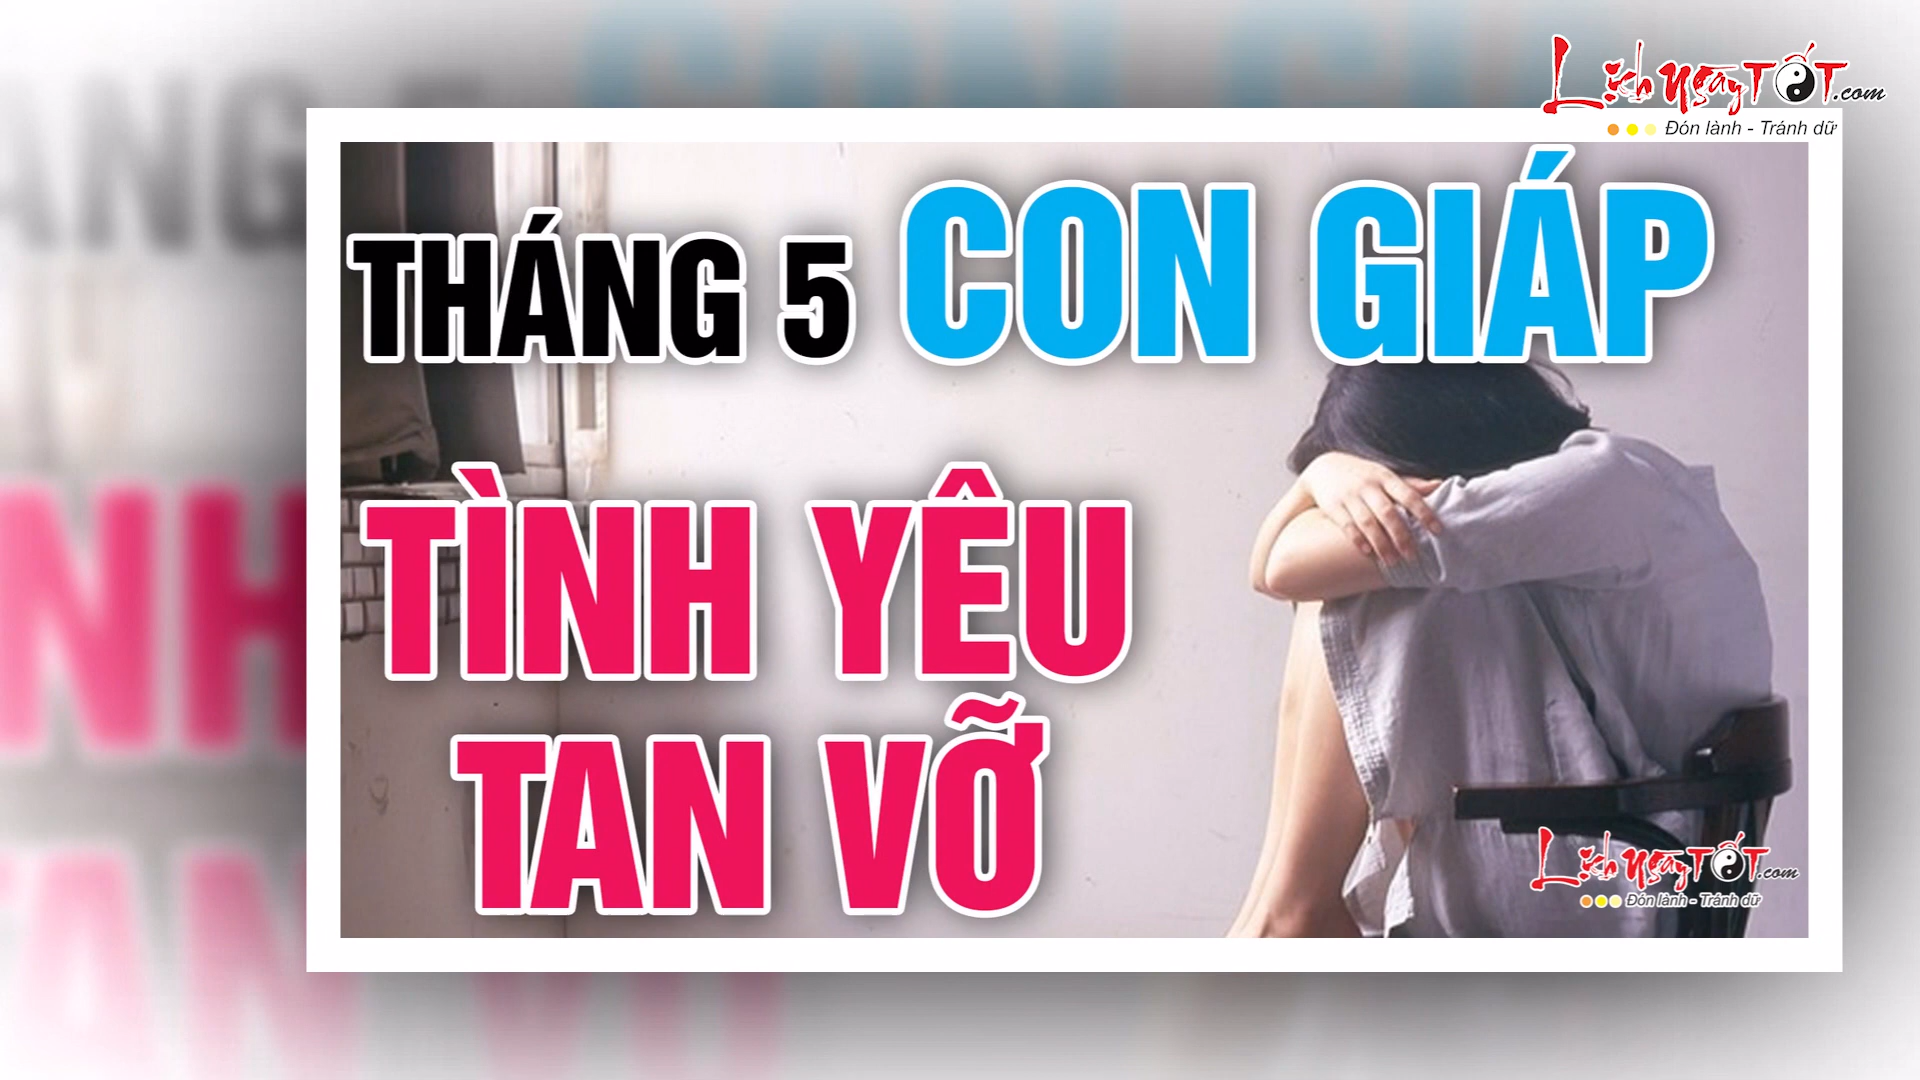 Lịch Ngày TỐT.com
Đón lành - Tránh dữ
THÁNG 5 CON GIÁP
TÌNH YÊU
TAN VỠ
Lịch Ngày TỐT.com
Đón lành - Tránh dữ